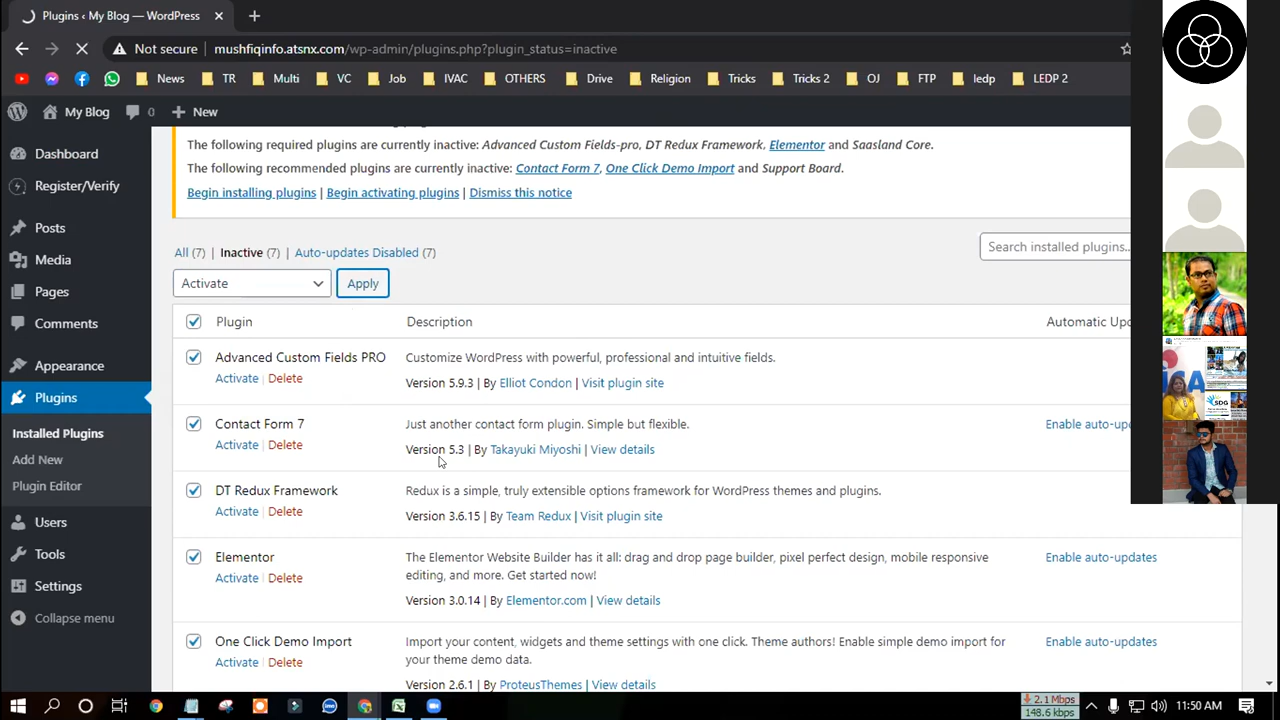 Plugins ‹ My Blog — WordPress
Not secure mushfiqinfo.atsnx.com/wp-admin/plugins.php?plugin_status=inactive
News TR Multi VC Job IVAC OTHERS Drive Religion Tricks Tricks 2 OJ FTP ledp LEDP 2
My Blog 0 New
Dashboard
Register/Verify
Posts
Media
Pages
Comments
Appearance
Plugins
Installed Plugins
Add New
Plugin Editor
Users
Tools
Settings
Collapse menu
The following required plugins are currently inactive: Advanced Custom Fields-pro, DT Redux Framework, Elementor and Saasland Core.
The following recommended plugins are currently inactive: Contact Form 7, One Click Demo Import and Support Board.
Begin installing plugins | Begin activating plugins | Dismiss this notice
All (7) | Inactive (7) | Auto-updates Disabled (7)
Search installed plugins...
Activate Apply
Plugin Description Automatic Upd
Advanced Custom Fields PRO Customize WordPress with powerful, professional and intuitive fields.
Activate | Delete Version 5.9.3 | By Elliot Condon | Visit plugin site
Contact Form 7 Just another contact form plugin. Simple but flexible. Enable auto-upd
Activate | Delete Version 5.3 | By Takayuki Miyoshi | View details
DT Redux Framework Redux is a simple, truly extensible options framework for WordPress themes and plugins.
Activate | Delete Version 3.6.15 | By Team Redux | Visit plugin site
Elementor The Elementor Website Builder has it all: drag and drop page builder, pixel perfect design, mobile responsive Enable auto-updates
editing, and more. Get started now!
Activate | Delete
Version 3.0.14 | By Elementor.com | View details
One Click Demo Import Import your content, widgets and theme settings with one click. Theme authors! Enable simple demo import for Enable auto-updates
your theme demo data.
Activate | Delete
Version 2.6.1 | By ProteusThemes | View details
SDG
2.1 Mbps
148.6 kbps
11:50 AM